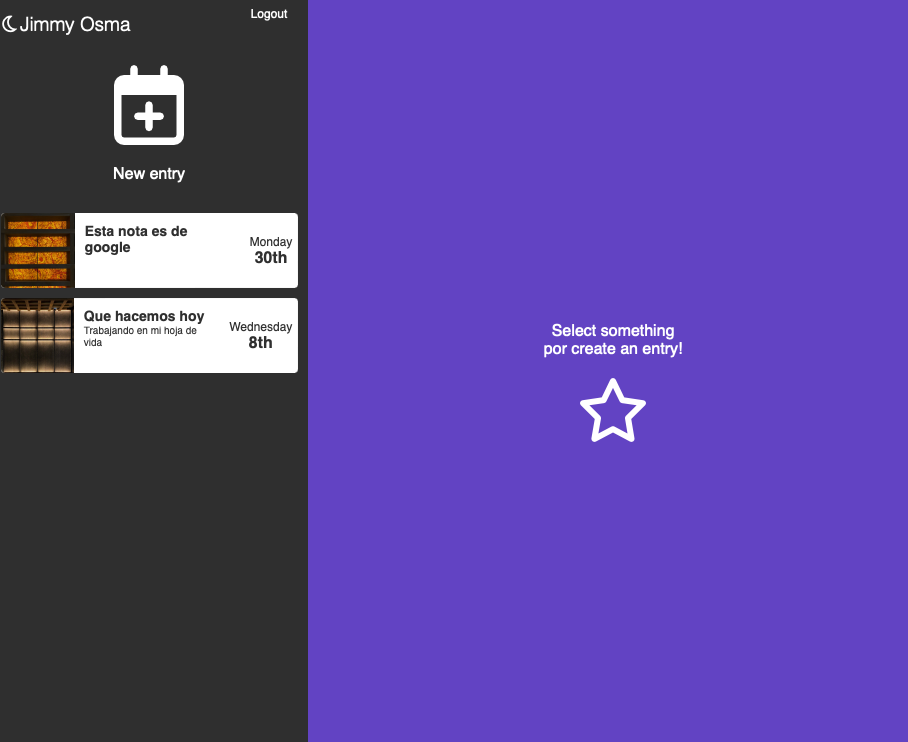 Jimmy Osma
Logout
New entry
Esta nota es de
google
Monday
30th
Que hacemos hoy
Trabajando en mi hoja de
vida
Wednesday
8th
Select something
por create an entry!